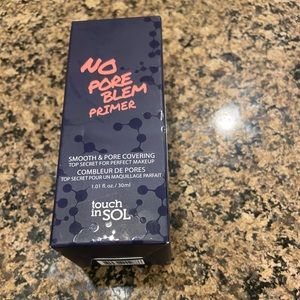 NO
PORE
BLEM
PRIMER
SMOOTH & PORE COVERING
TOP SECRET FOR PERFECT MAKEUP
COMBLEUR DE PORES
TOP SECRET POUR UN MAQUILLAGE PARFAIT
1.01 fl. oz. / 30ml
touch
in SOL